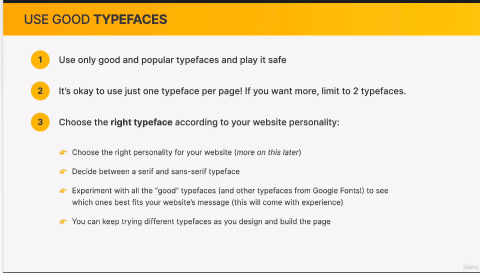 USE GOOD TYPEFACES
1 Use only good and popular typefaces and play it safe
2 It's okay to use just one typeface per page! If you want more, limit to 2 typefaces.
3 Choose the right typeface according to your website personality:
👉 Choose the right personality for your website (more on this later)
👉 Decide between a serif and sans-serif typeface
👉 Experiment with all the "good" typefaces (and other typefaces from Google Fonts!) to see
which ones best fits your website's message (this will come with experience)
👉 You can keep trying different typefaces as you design and build the page
Udemy